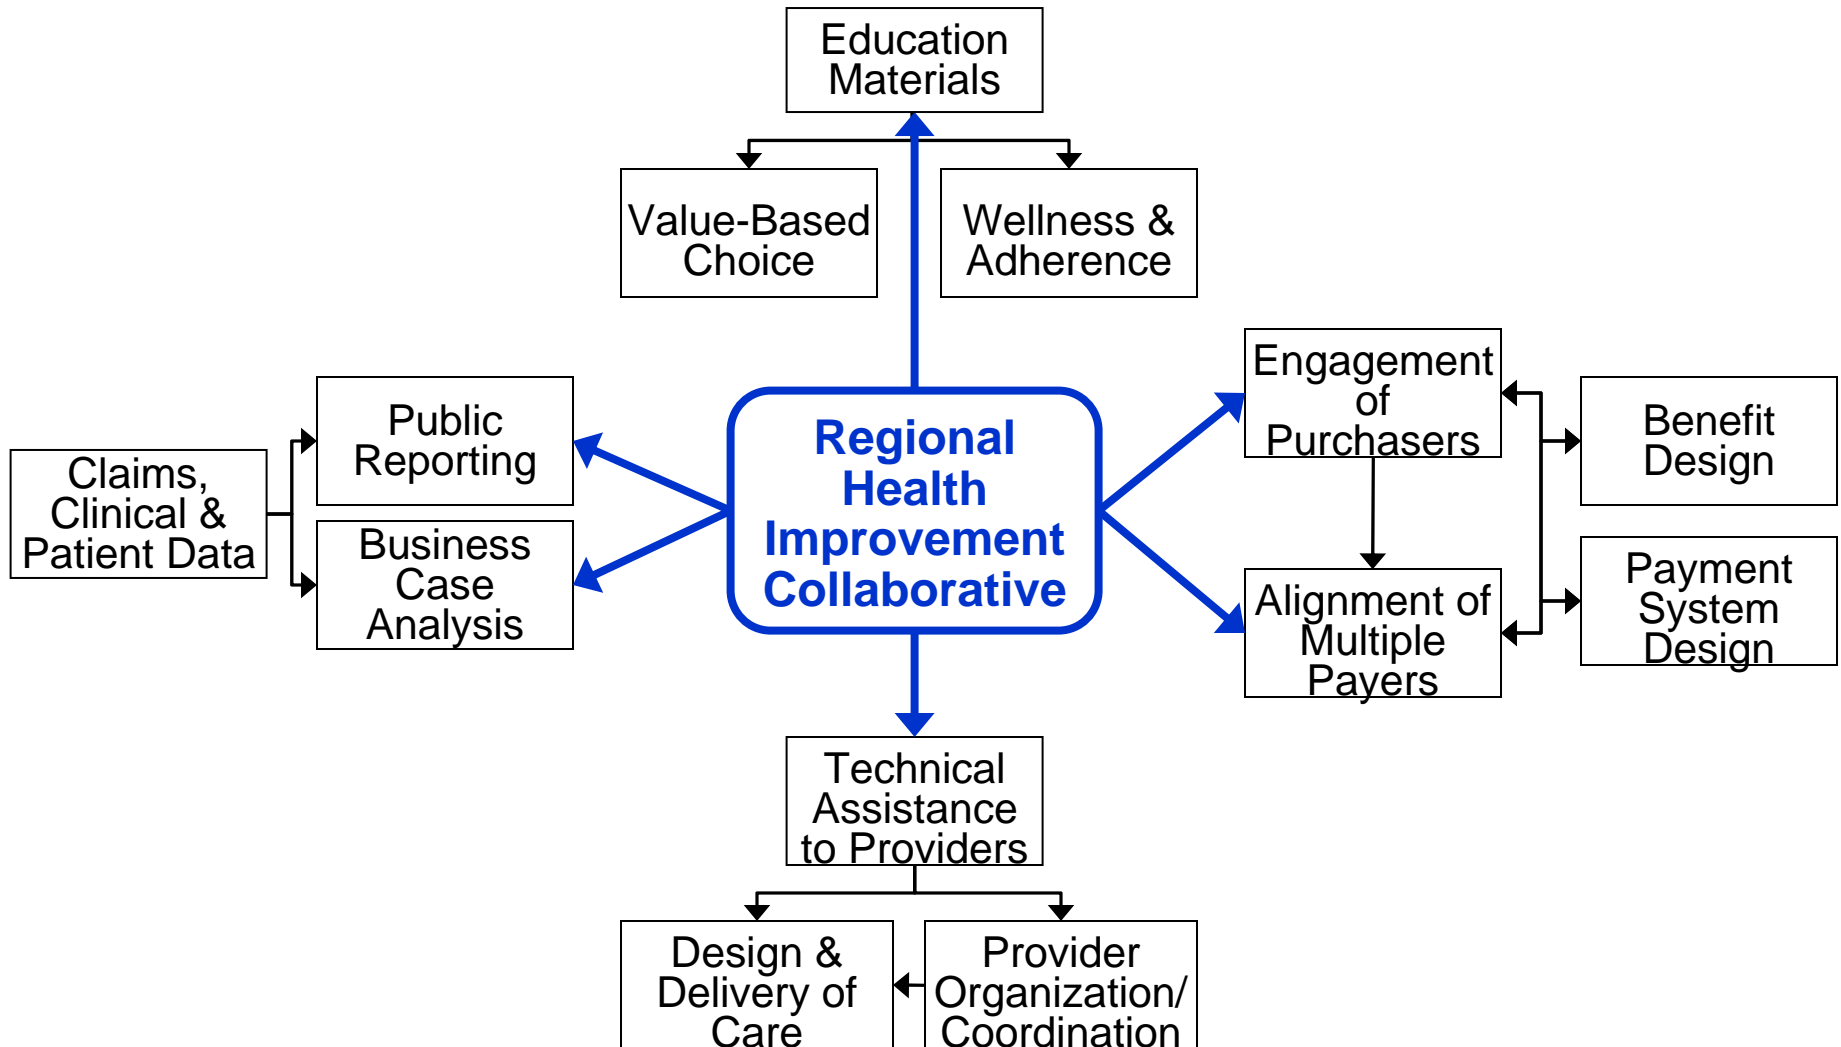 Education
Materials
Value-Based
Choice
Wellness &
Adherence
Engagement
of
Purchasers
Benefit
Design
Public
Reporting
Regional
Health
Improvement
Collaborative
Claims,
Clinical &
Patient Data
Business
Case
Analysis
Alignment of
Multiple
Payers
Payment
System
Design
Technical
Assistance
to Providers
Design &
Delivery of
Care
Provider
Organization/
Coordination